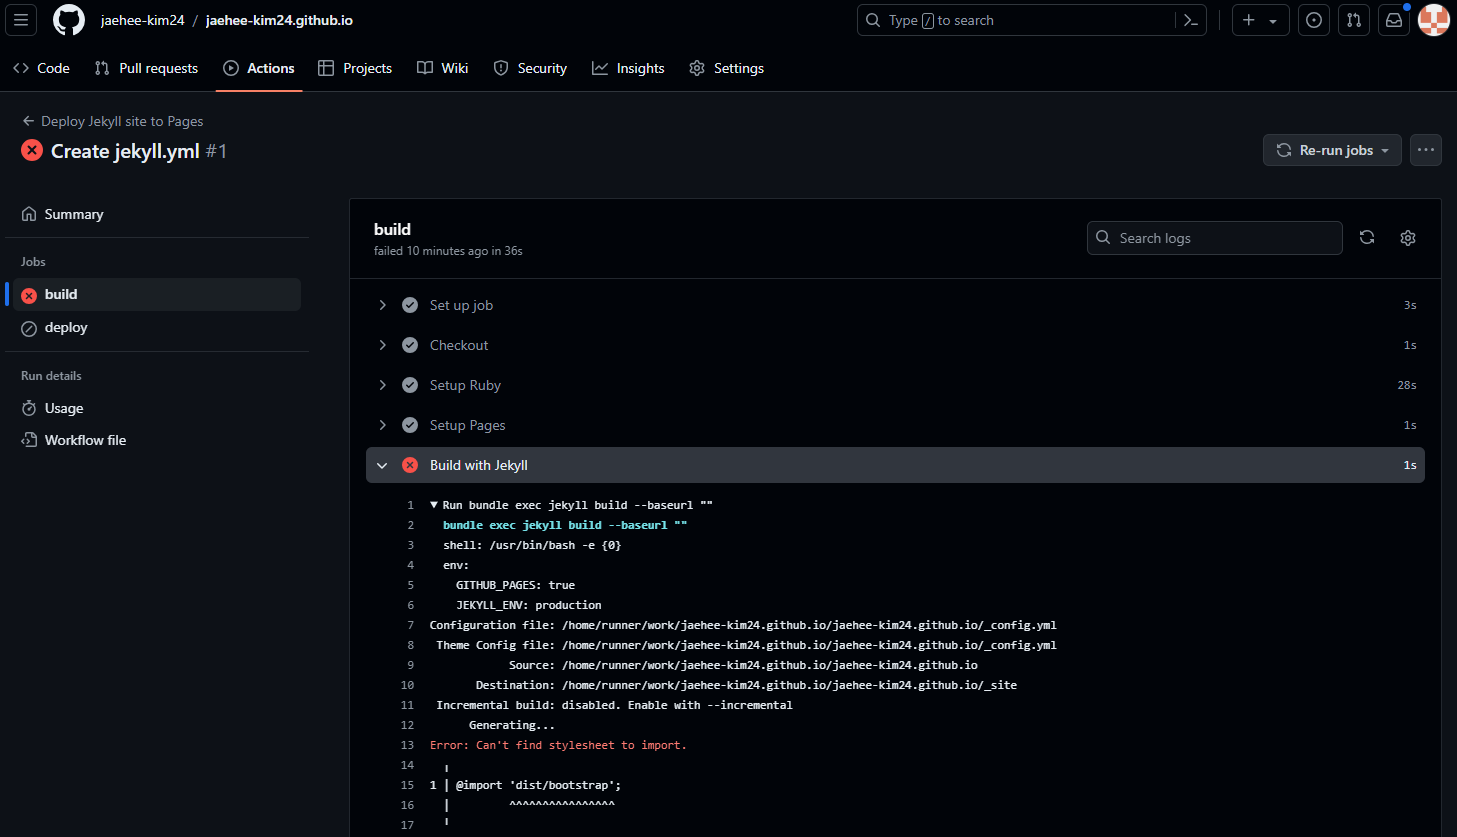 jaehee-kim24 / jaehee-kim24.github.io
Type / to search
Code
Pull requests
Actions
Projects
Wiki
Security
Insights
Settings
Deploy Jekyll site to Pages
Create jekyll.yml #1
Re-run jobs
Summary
Jobs
build
deploy
Run details
Usage
Workflow file
build
failed 10 minutes ago in 36s
Search logs
Set up job 3s
Checkout 1s
Setup Ruby 28s
Setup Pages 1s
Build with Jekyll 1s
1 Run bundle exec jekyll build --baseurl ""
2 bundle exec jekyll build --baseurl ""
3 shell: /usr/bin/bash -e {0}
4 env:
5 GITHUB_PAGES: true
6 JEKYLL_ENV: production
7 Configuration file: /home/runner/work/jaehee-kim24.github.io/jaehee-kim24.github.io/_config.yml
8 Theme Config file: /home/runner/work/jaehee-kim24.github.io/jaehee-kim24.github.io/_config.yml
9 Source: /home/runner/work/jaehee-kim24.github.io/jaehee-kim24.github.io
10 Destination: /home/runner/work/jaehee-kim24.github.io/jaehee-kim24.github.io/_site
11 Incremental build: disabled. Enable with --incremental
12 Generating...
13 Error: Can't find stylesheet to import.
14 ╷
15 1 │ @import 'dist/bootstrap';
16 │ ^^^^^^^^^^^^^^^^
17 ╵